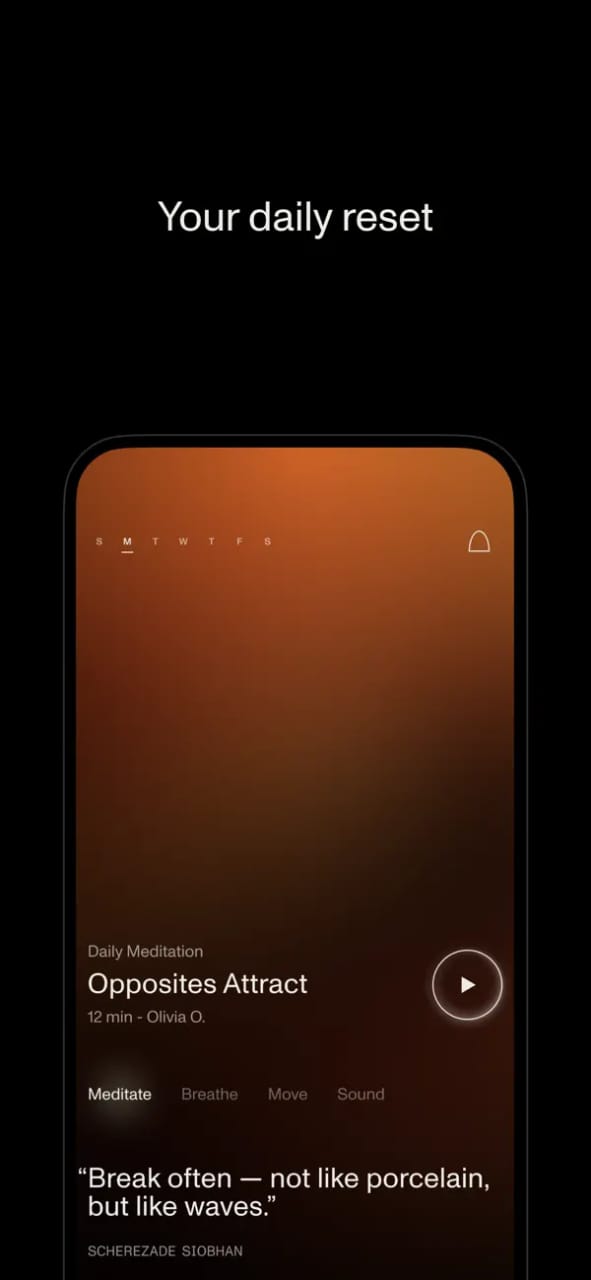 Your daily reset
S M T W T F S
Daily Meditation
Opposites Attract
12 min - Olivia O.
Meditate Breathe Move Sound
“Break often — not like porcelain,
but like waves.”
SCHEREZADE SIOBHAN